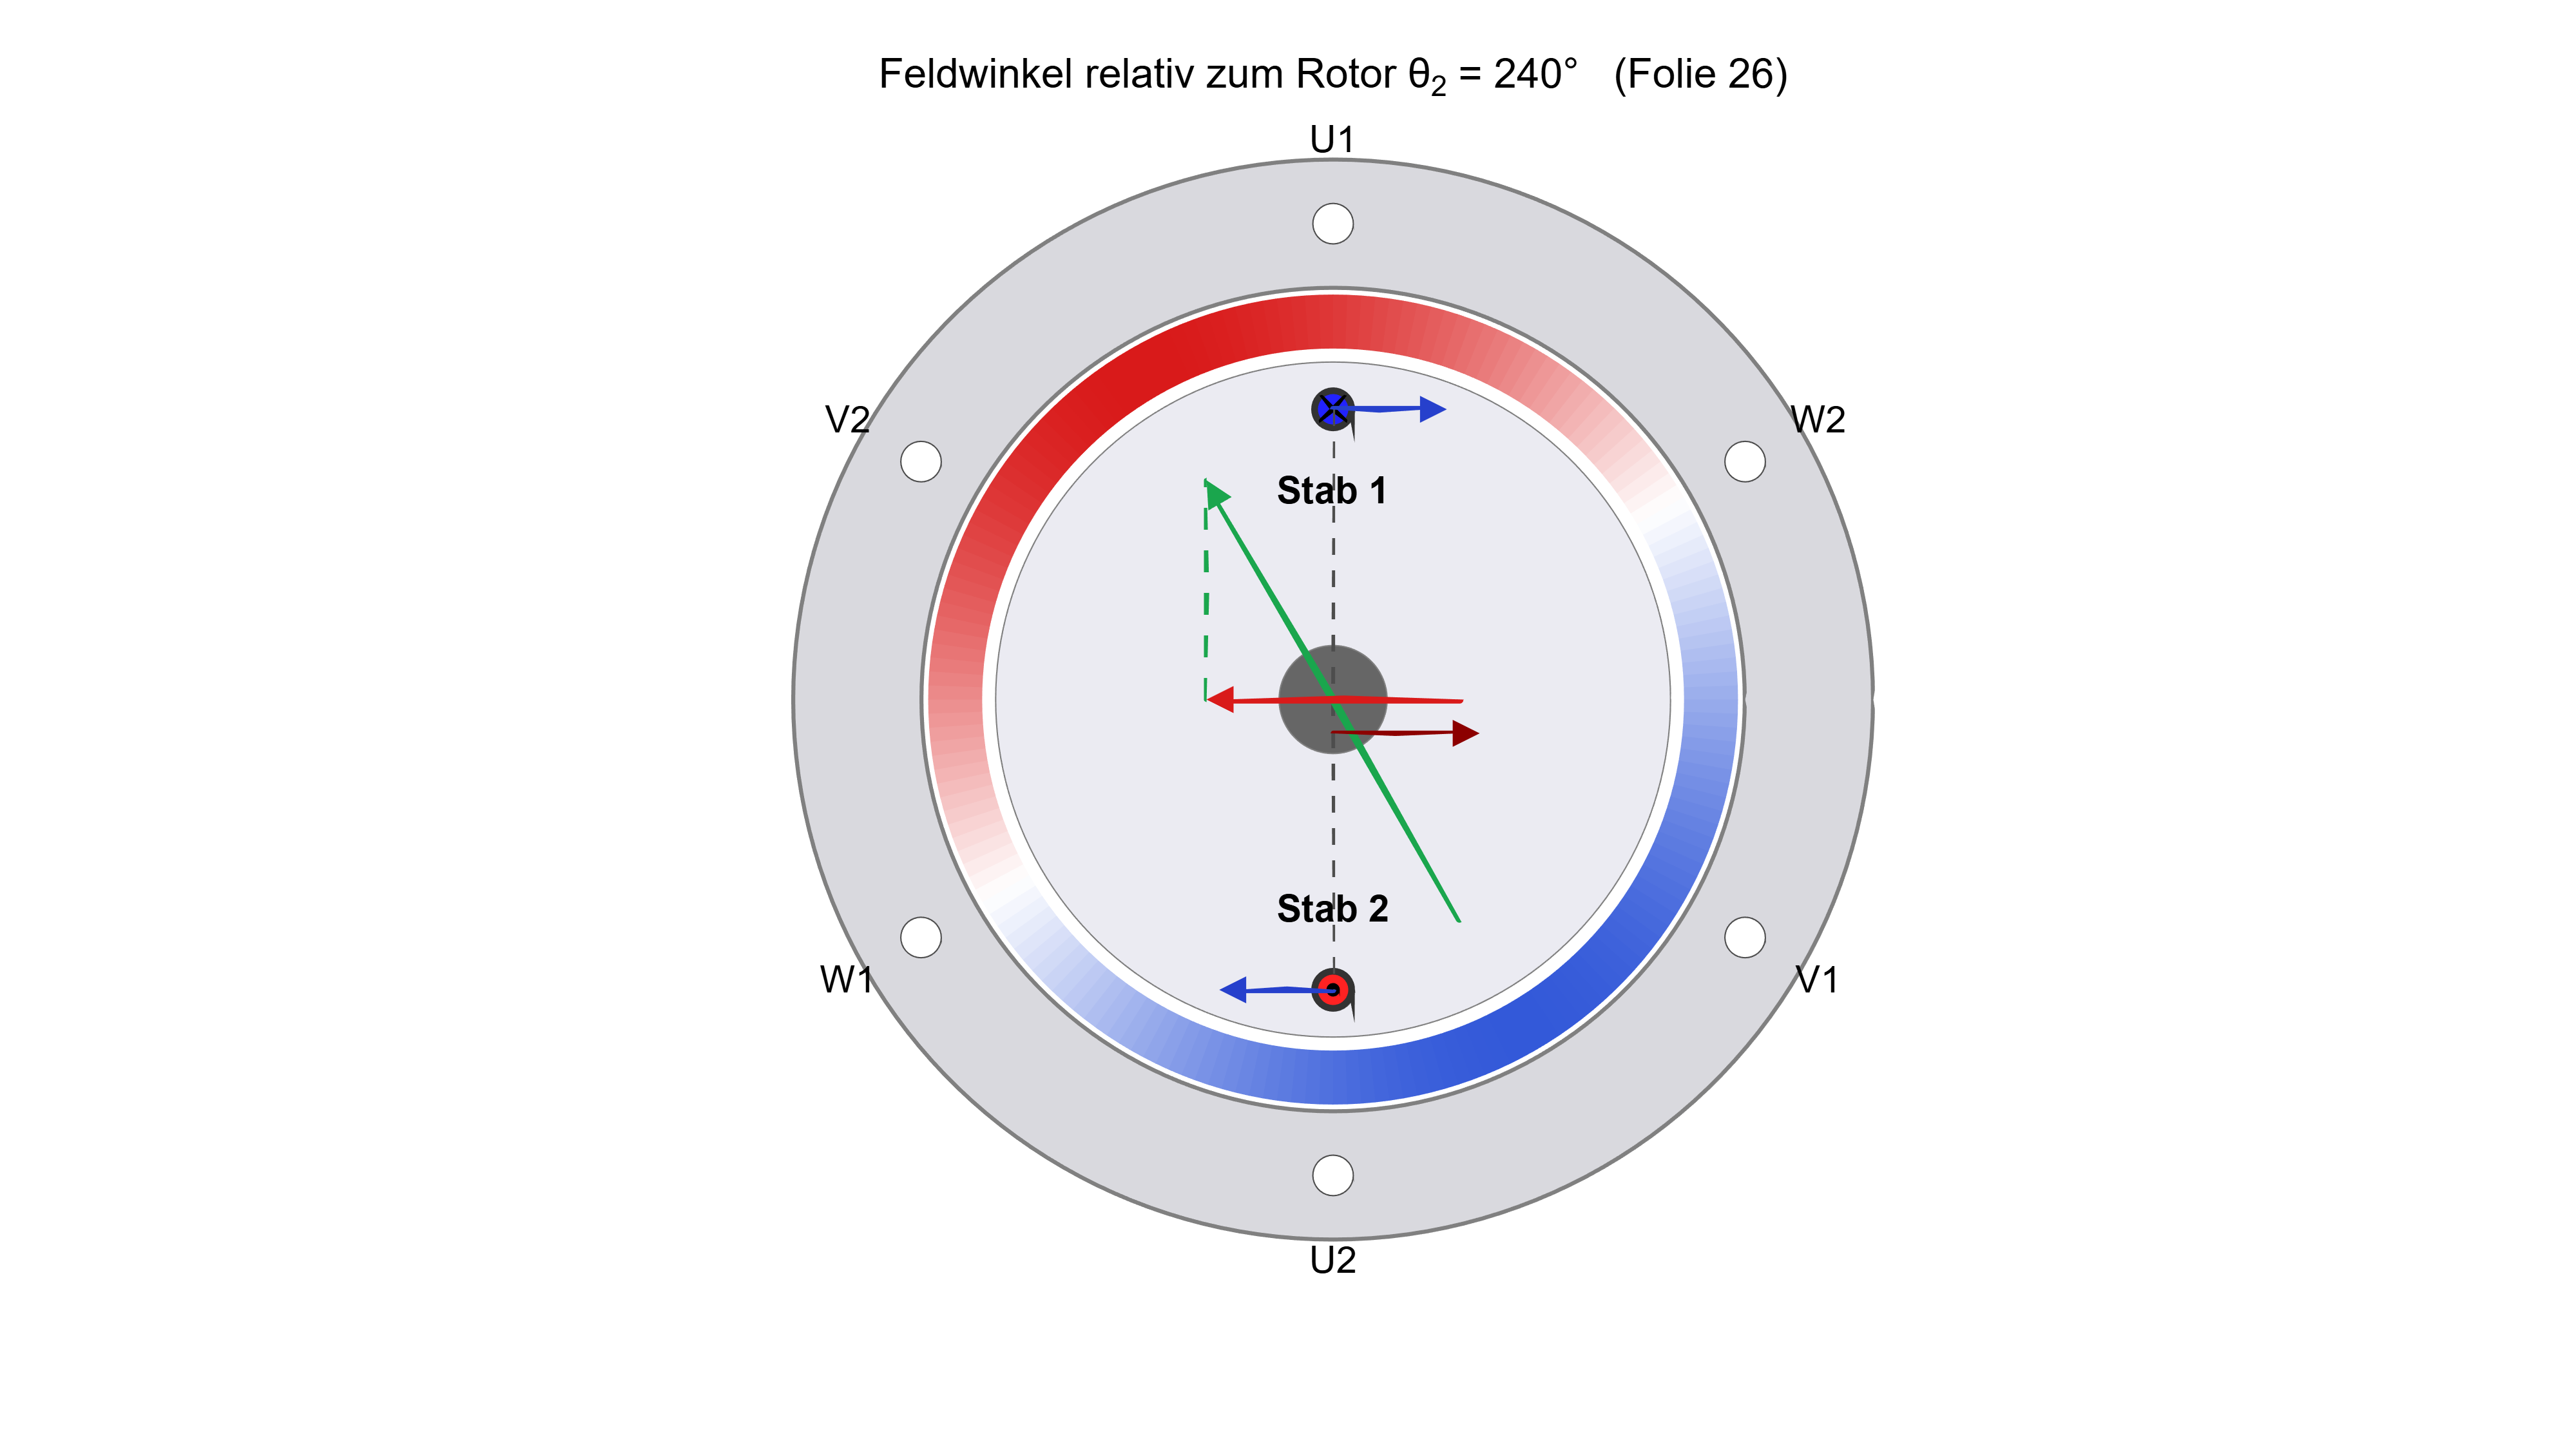 Feldwinkel relativ zum Rotor θ₂ = 240° (Folie 26)
U1
V2
W2
Stab 1
Stab 2
W1
V1
U2